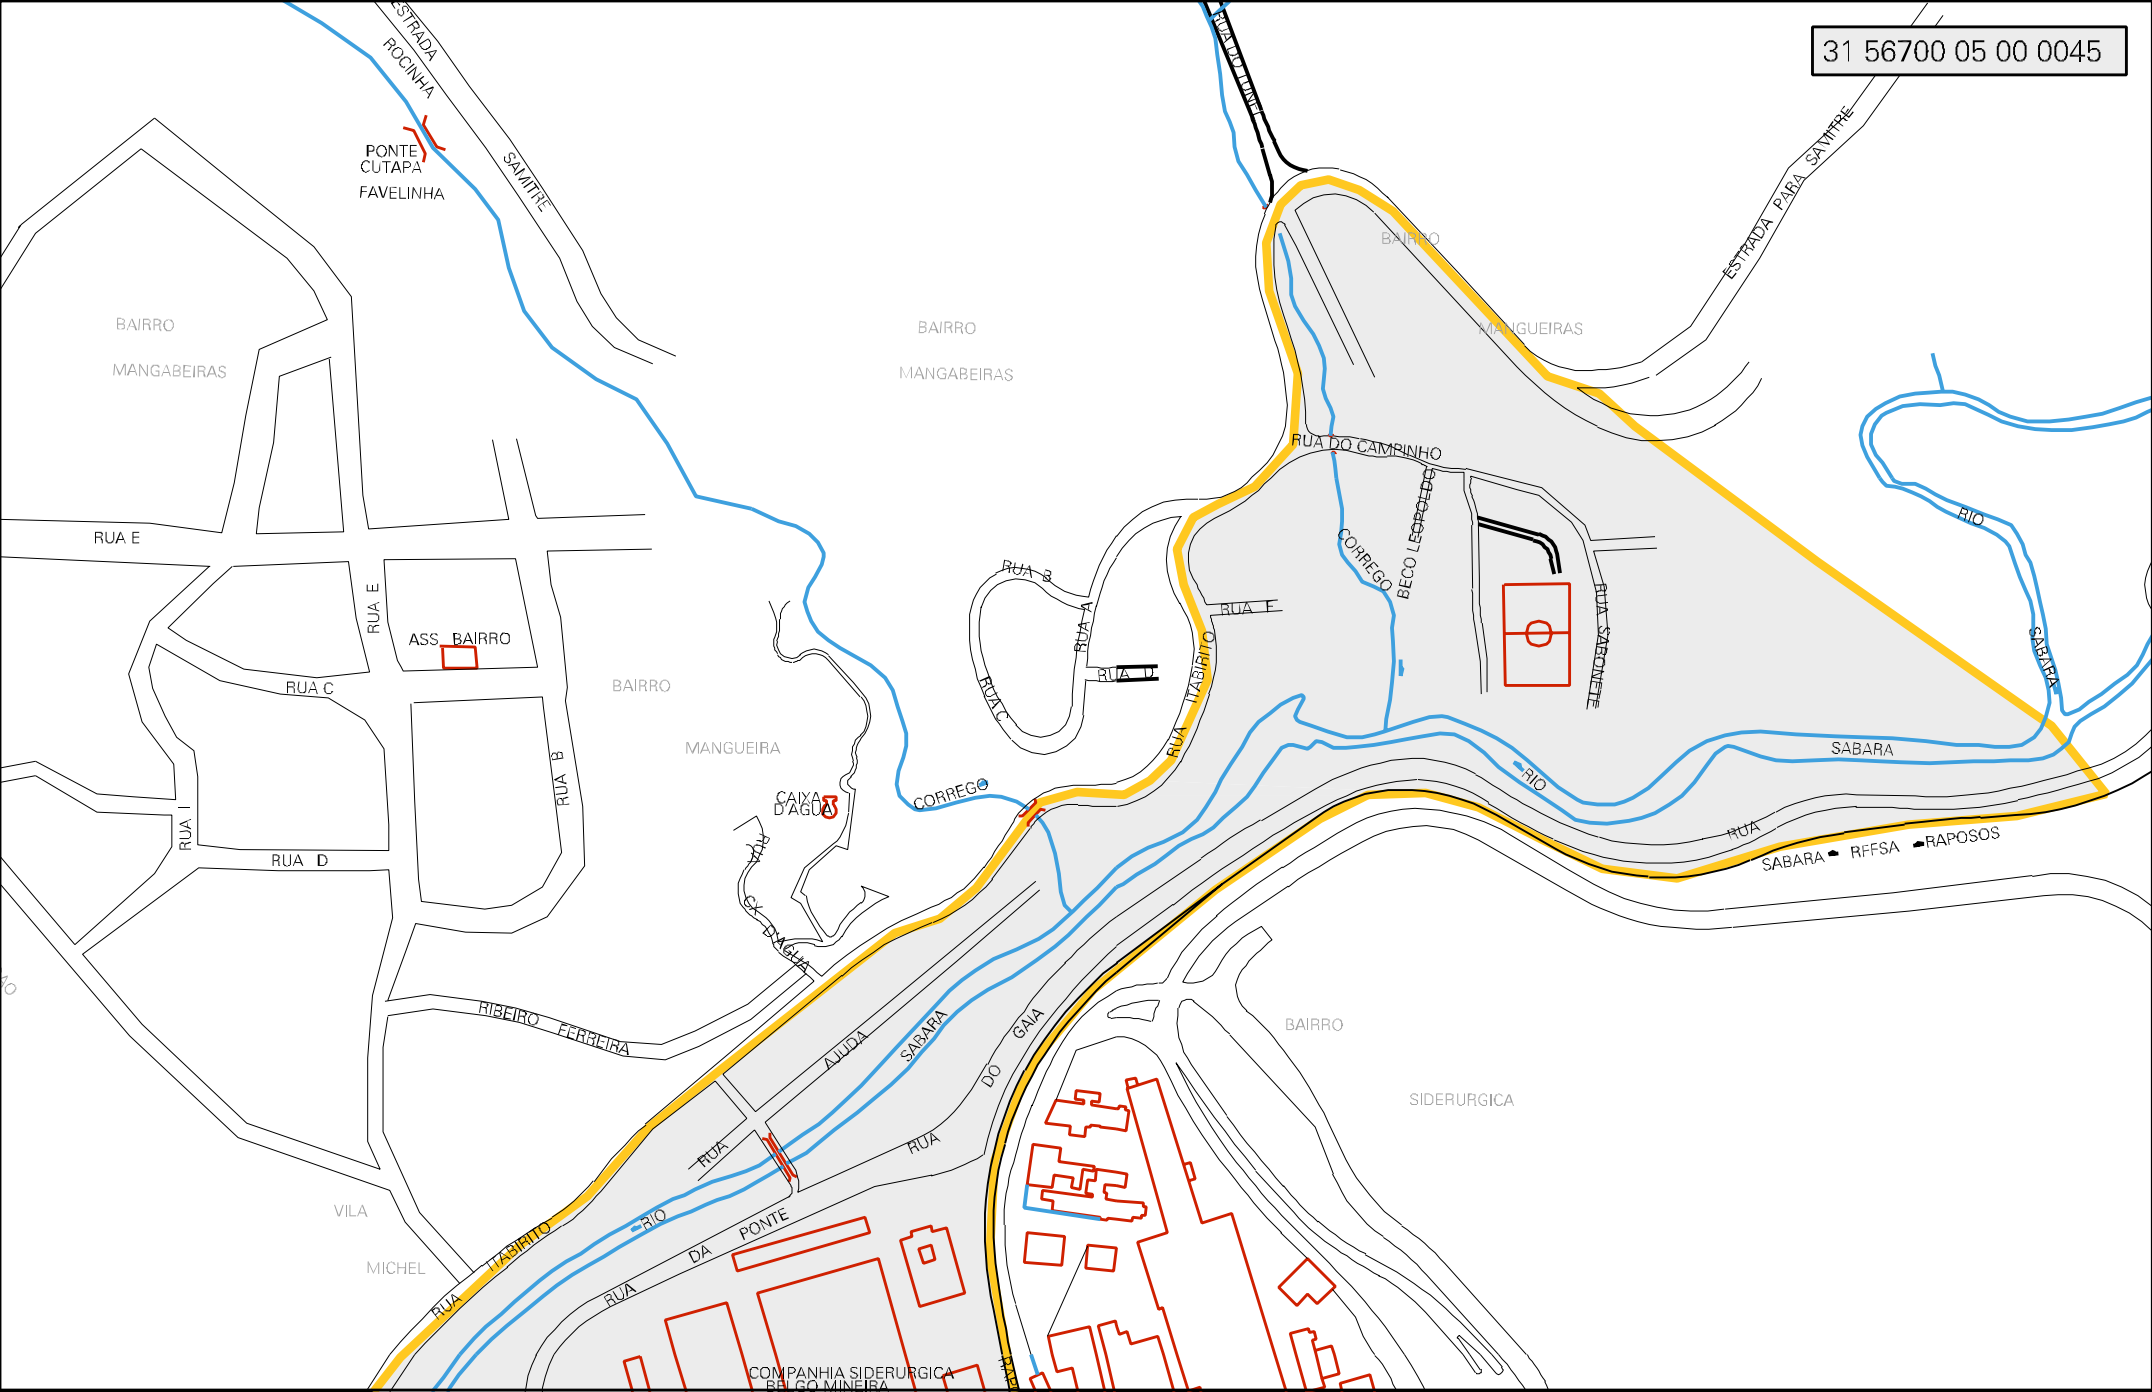 31 56700 05 00 0045
ESTRADA
ROCINHA
SAMITRE
PONTE
CUTAPA
FAVELINHA
RUA DO TUNEL
ESTRADA PARA SAMITRE
BAIRRO
MANGUEIRAS
BAIRRO
MANGABEIRAS
BAIRRO
MANGABEIRAS
RUA DO CAMPINHO
BECO LEOPOLDO
CORREGO
RUA SABONETE
RIO
SABARA
RUA E
RUA E
ASS. BAIRRO
RUA C
RUA B
RUA I
RUA D
BAIRRO
MANGUEIRA
CAIXA
D'AGUA
RUA CX D'AGUA
CORREGO
RUA B
RUA A
RUA C
RUA D
RUA F
RUA ITABIRITO
RIO
SABARA
RUA
SABARA RFFSA RAPOSOS
RIBEIRO FERREIRA
RUA AJUDA
RIO SABARA
RUA DO GAIA
BAIRRO
SIDERURGICA
VILA
MICHEL
RUA ITABIRITO
RUA DA PONTE
COMPANHIA SIDERURGICA
BELGO MINEIRA